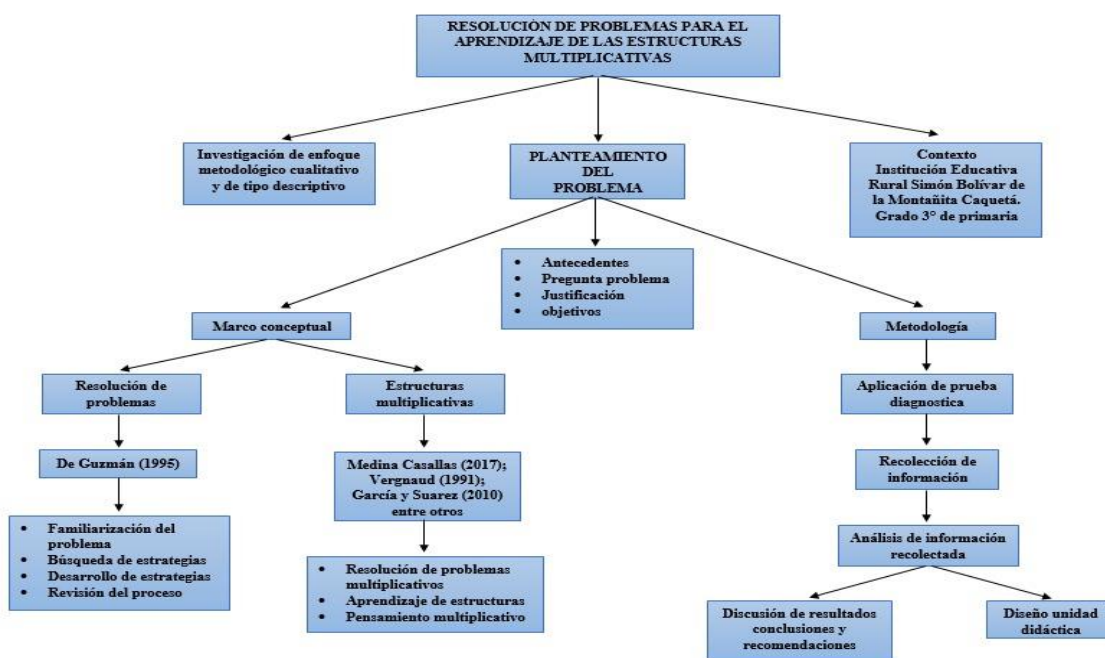 RESOLUCIÓN DE PROBLEMAS PARA EL
APRENDIZAJE DE LAS ESTRUCTURAS
MULTIPLICATIVAS
Investigación de enfoque
metodológico cualitativo
y de tipo descriptivo
PLANTEAMIENTO
DEL
PROBLEMA
Contexto
Institución Educativa
Rural Simón Bolívar de
la Montañita Caquetá.
Grado 3° de primaria
• Antecedentes
• Pregunta problema
• Justificación
• objetivos
Marco conceptual
Metodología
Resolución de
problemas
Estructuras
multiplicativas
Aplicación de prueba
diagnostica
De Guzmán (1995)
Medina Casallas (2017);
Vergnaud (1991);
García y Suarez (2010)
entre otros
Recolección de
información
• Familiarización del
problema
• Búsqueda de estrategias
• Desarrollo de estrategias
• Revisión del proceso
• Resolución de problemas
multiplicativos
• Aprendizaje de estructuras
• Pensamiento multiplicativo
Análisis de información
recolectada
Discusión de resultados
conclusiones y
recomendaciones
Diseño unidad
didáctica